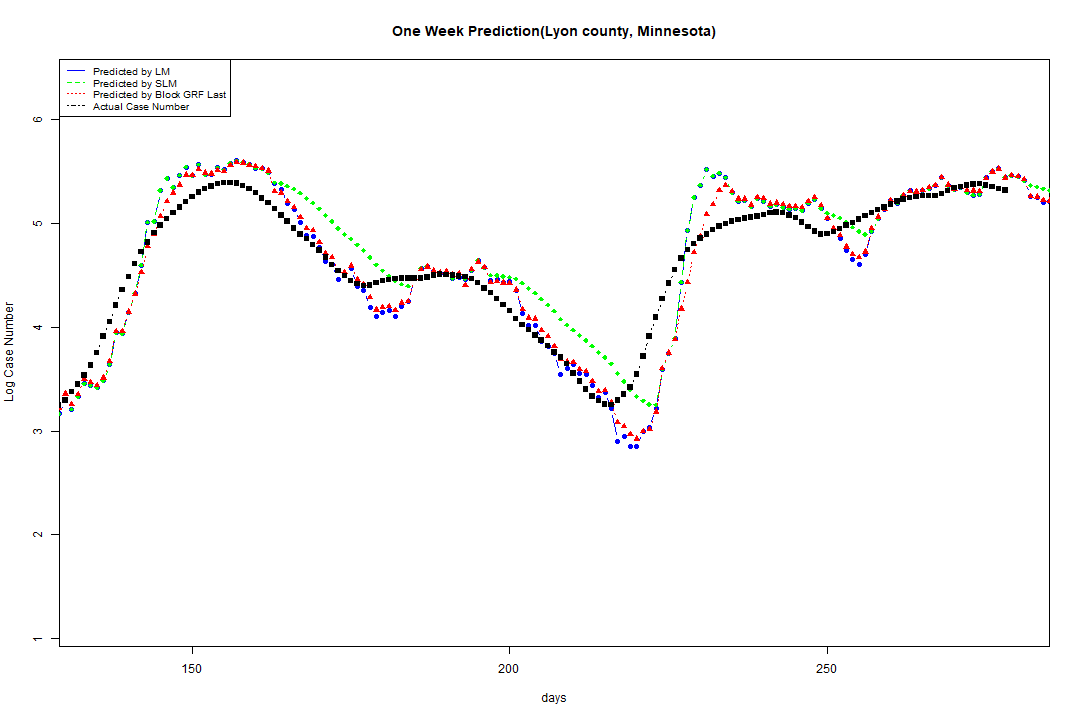 One Week Prediction(Lyon county, Minnesota)
Predicted by LM
Predicted by SLM
Predicted by Block GRF Last
Actual Case Number
6
5
4
3
2
1
Log Case Number
150
200
250
days